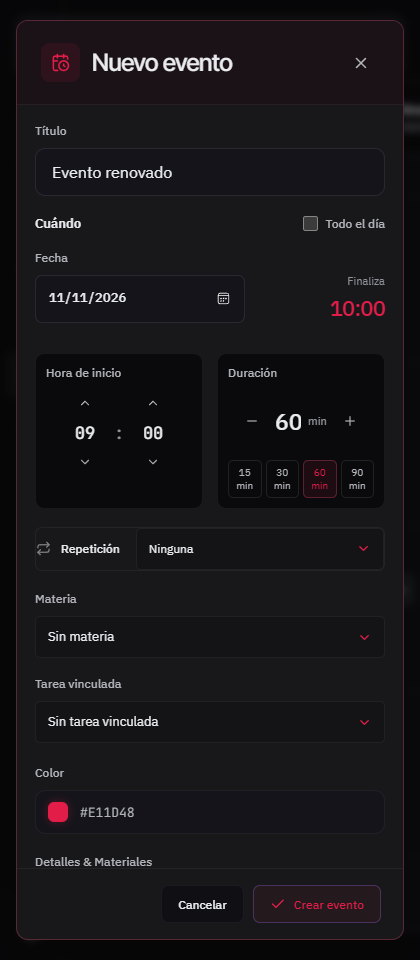 Nuevo evento
Título
Evento renovado
Cuándo
Todo el día
Fecha
11/11/2026
Finaliza
10:00
Hora de inicio
09 : 00
Duración
60 min
15 min
30 min
60 min
90 min
Repetición
Ninguna
Materia
Sin materia
Tarea vinculada
Sin tarea vinculada
Color
#E11D48
Detalles & Materiales
Cancelar
Crear evento